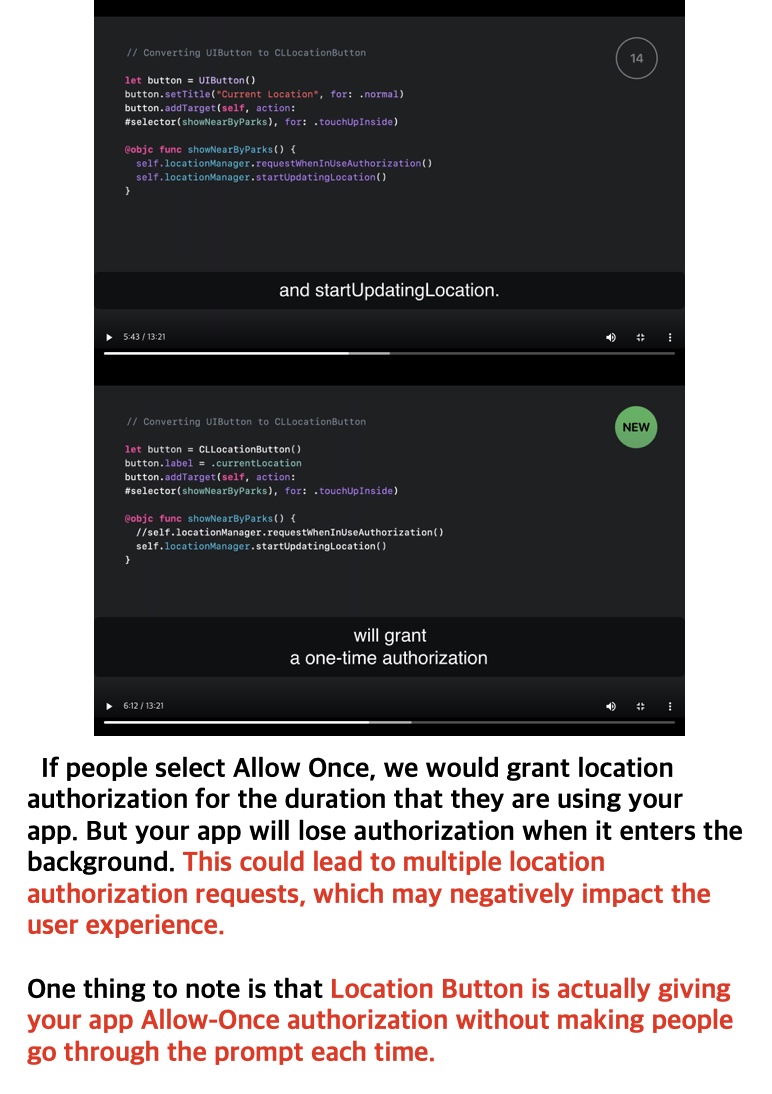 // Converting UIButton to CLLocationButton
14
let button = UIButton()
button.setTitle("Current Location", for: .normal)
button.addTarget(self, action:
#selector(showNearByParks), for: .touchUpInside)
@objc func showNearByParks() {
self.locationManager.requestWhenInUseAuthorization()
self.locationManager.startUpdatingLocation()
}
and startUpdatingLocation.
5:43 / 13:21
// Converting UIButton to CLLocationButton
NEW
let button = CLLocationButton()
button.label = .currentLocation
button.addTarget(self, action:
#selector(showNearByParks), for: .touchUpInside)
@objc func showNearByParks() {
//self.locationManager.requestWhenInUseAuthorization()
self.locationManager.startUpdatingLocation()
}
will grant
a one-time authorization
6:12 / 13:21
If people select Allow Once, we would grant location
authorization for the duration that they are using your
app. But your app will lose authorization when it enters the
background. This could lead to multiple location
authorization requests, which may negatively impact the
user experience.
One thing to note is that Location Button is actually giving
your app Allow-Once authorization without making people
go through the prompt each time.